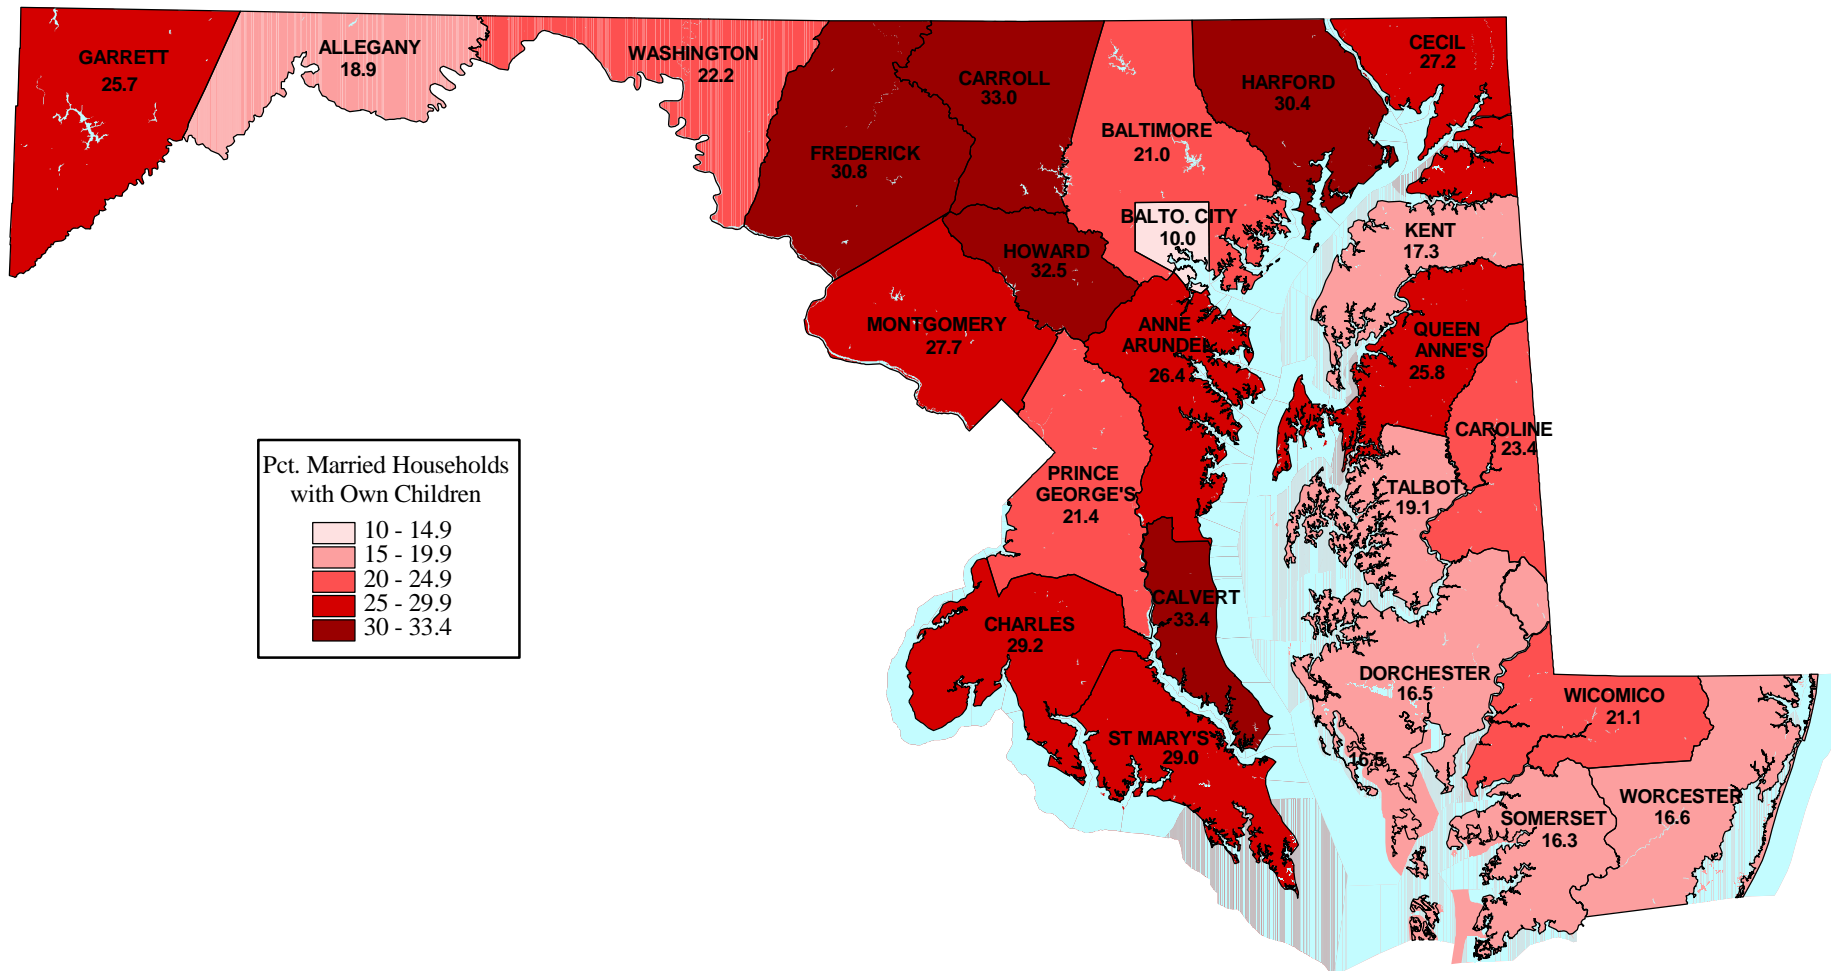 GARRETT
25.7
ALLEGANY
18.9
WASHINGTON
22.2
FREDERICK
30.8
CARROLL
33.0
BALTIMORE
21.0
HARFORD
30.4
CECIL
27.2
BALTO. CITY
10.0
HOWARD
32.5
KENT
17.3
MONTGOMERY
27.7
ANNE
ARUNDEL
26.4
QUEEN
ANNE'S
25.8
CAROLINE
23.4
PRINCE
GEORGE'S
21.4
TALBOT
19.1
Pct. Married Households
with Own Children
10 - 14.9
15 - 19.9
20 - 24.9
25 - 29.9
30 - 33.4
CHARLES
29.2
CALVERT
33.4
DORCHESTER
16.5
WICOMICO
21.1
ST MARY'S
29.0
16.5
SOMERSET
16.3
WORCESTER
16.6